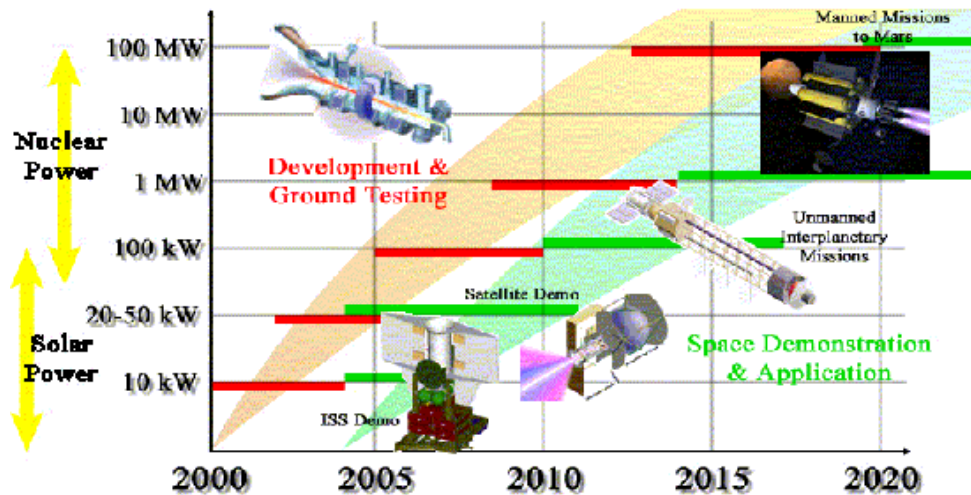 Manned Missions
to Mars
100 MW
10 MW
Nuclear
Power
Development &
Ground Testing
1 MW
Unmanned
Interplanetary
Missions
100 kW
Satellite Demo
20-50 kW
Solar
Power
Space Demonstration
& Application
10 kW
ISS Demo
2000
2005
2010
2015
2020